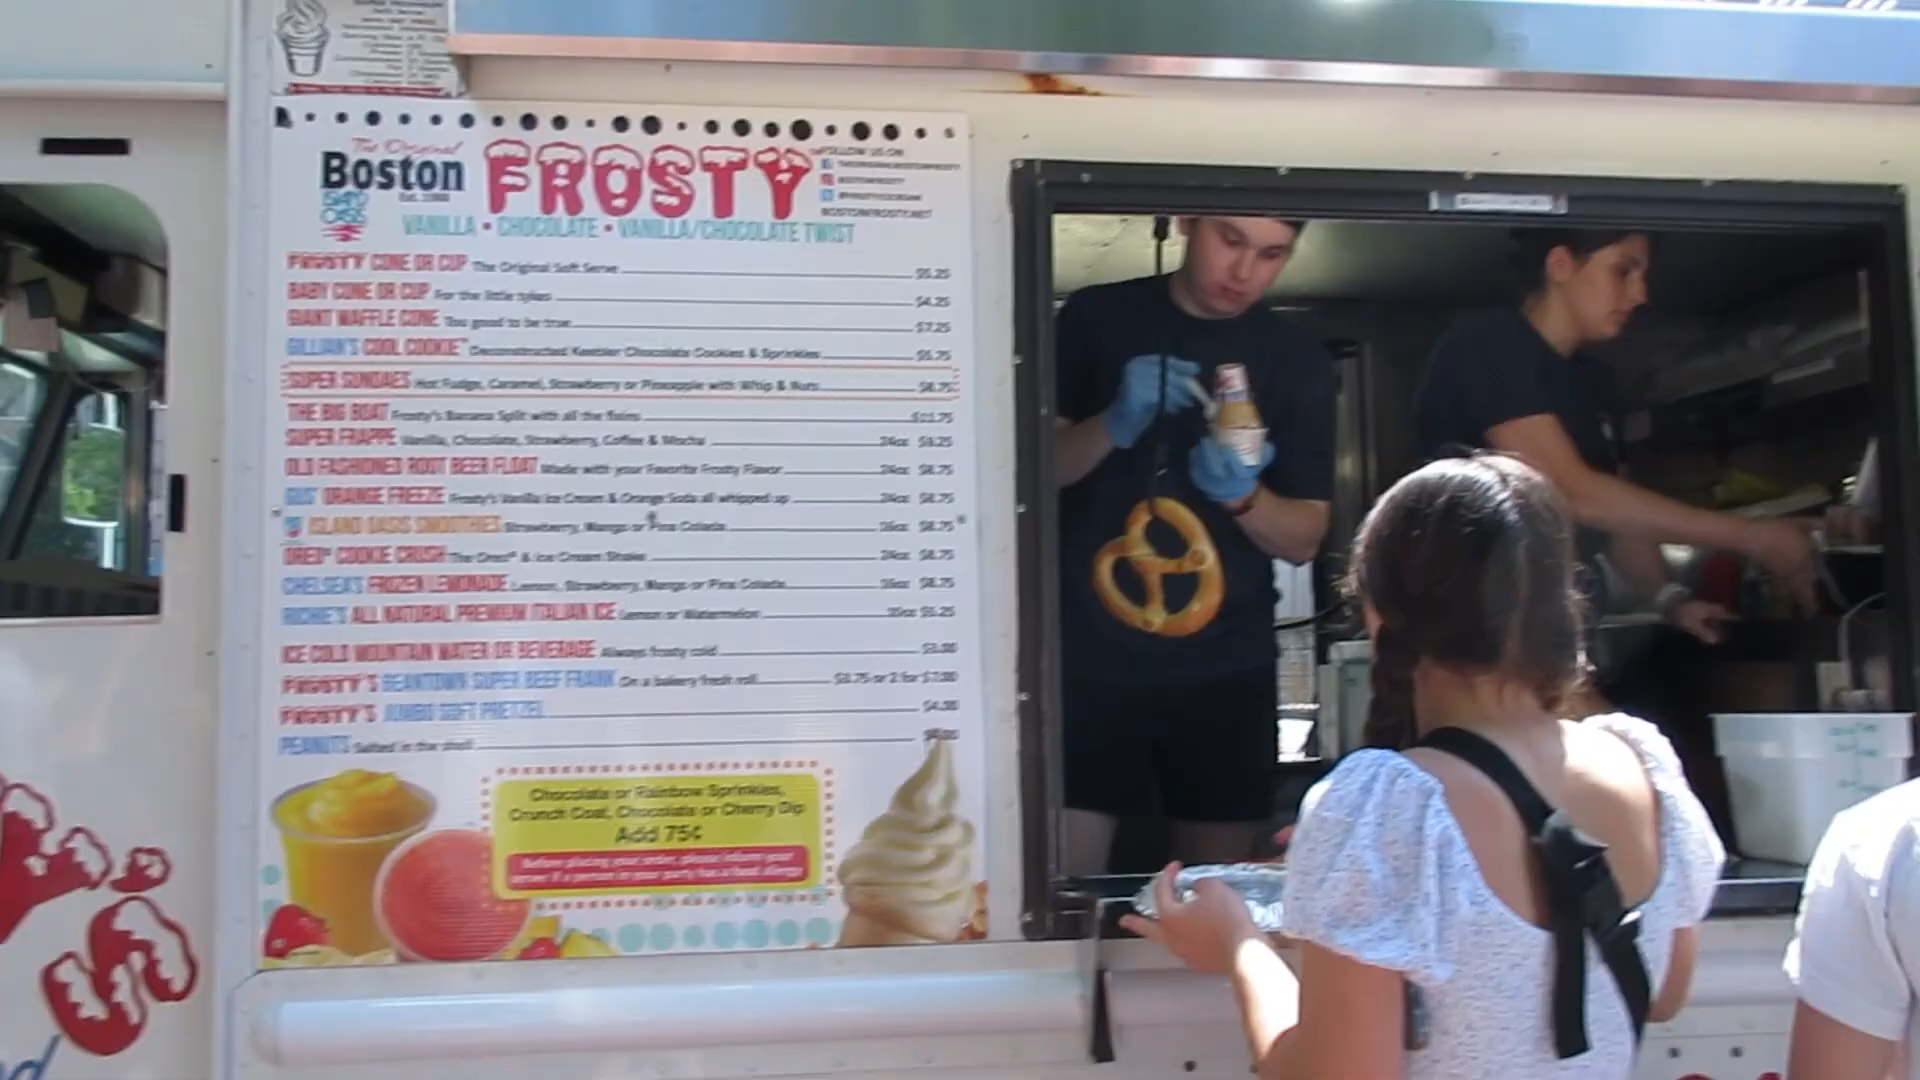 The Original
Boston FROSTY
Est. 1988
FOLLOW US ON
BOSTONFROSTY
BOSTONFROSTY.NET
VANILLA • CHOCOLATE • VANILLA/CHOCOLATE TWIST
FROSTY CONE OR CUP The Original Soft Serve $5.25
BABY CONE OR CUP For the little tykes $4.25
GIANT WAFFLE CONE Too good to be true $7.25
GILLIAN'S COOL COOKIE™ Deconstructed Keebler Chocolate Cookies & Sprinkles $5.75
SUPER SUNDAES Hot Fudge, Caramel, Strawberry or Pineapple with Whip & Nuts $8.75
THE BIG BOAT Frosty's Banana Split with all the fixins $11.75
SUPER FRAPPE Vanilla, Chocolate, Strawberry, Coffee & Mocha 24oz $9.25
OLD FASHIONED ROOT BEER FLOAT Made with your Favorite Frosty Flavor 24oz $8.75
GUS' ORANGE FREEZE Frosty's Vanilla Ice Cream & Orange Soda all whipped up 24oz $8.75
ISLAND OASIS SMOOTHIES Strawberry, Mango or Pina Colada 16oz $8.75
OREO® COOKIE CRUSH The Oreo® & Ice Cream Shake 24oz $8.75
CHELSEA'S FROZEN LEMONADE Lemon, Strawberry, Mango or Pina Colada 16oz $8.75
RICHIE'S ALL NATURAL PREMIUM ITALIAN ICE Lemon or Watermelon 10oz $5.25
ICE COLD MOUNTAIN WATER OR BEVERAGE Always frosty cold $3.00
FROSTY'S BEANTOWN SUPER BEEF FRANK On a bakery fresh roll $3.75 or 2 for $7.00
FROSTY'S JUMBO SOFT PRETZEL $4.00
PEANUTS Salted in the shell
Chocolate or Rainbow Sprinkles,
Crunch Coat, Chocolate or Cherry Dip
Add 75¢
Before placing your order, please inform your
server if a person in your party has a food allergy